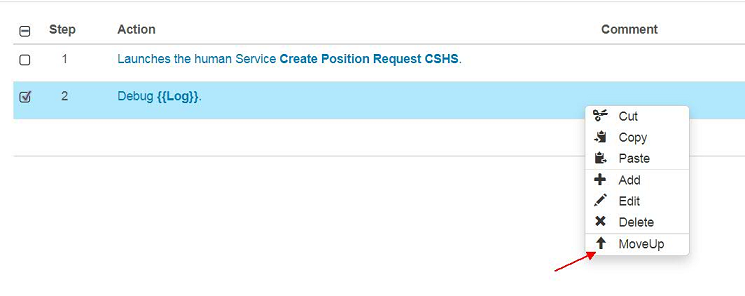 Step Action Comment
1 Launches the human Service Create Position Request CSHS.
2 Debug {{Log}}.
Cut
Copy
Paste
Add
Edit
Delete
MoveUp